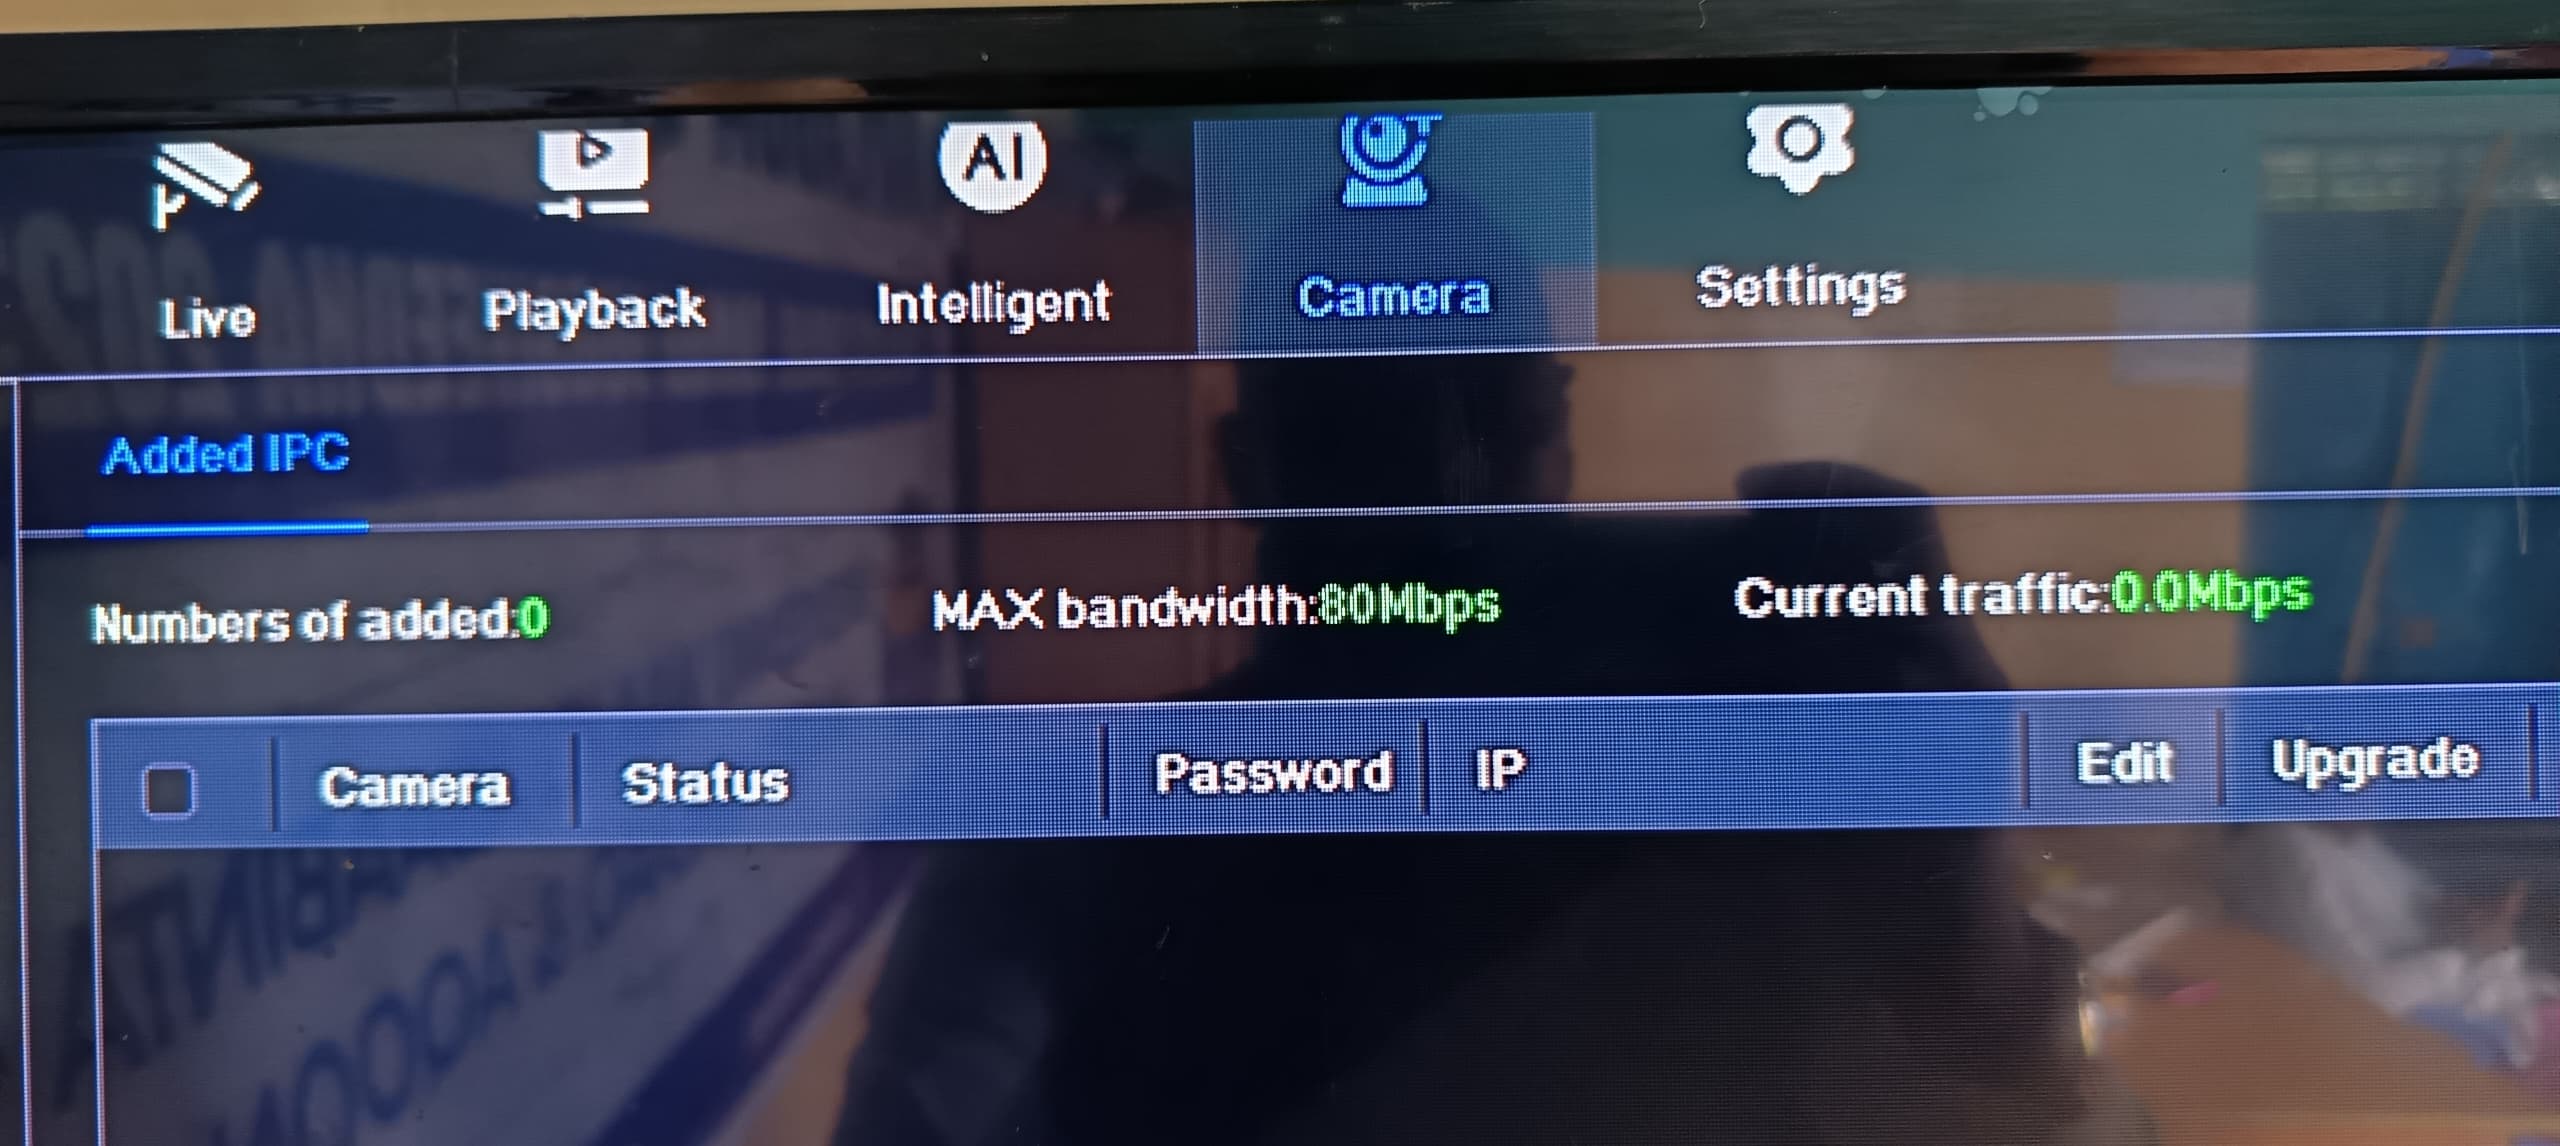 AI
Live
Playback
Intelligent
Camera
Settings
Added IPC
Numbers of added:0
MAX bandwidth:80Mbps
Current traffic:0.0Mbps
Camera
Status
Password
IP
Edit
Upgrade